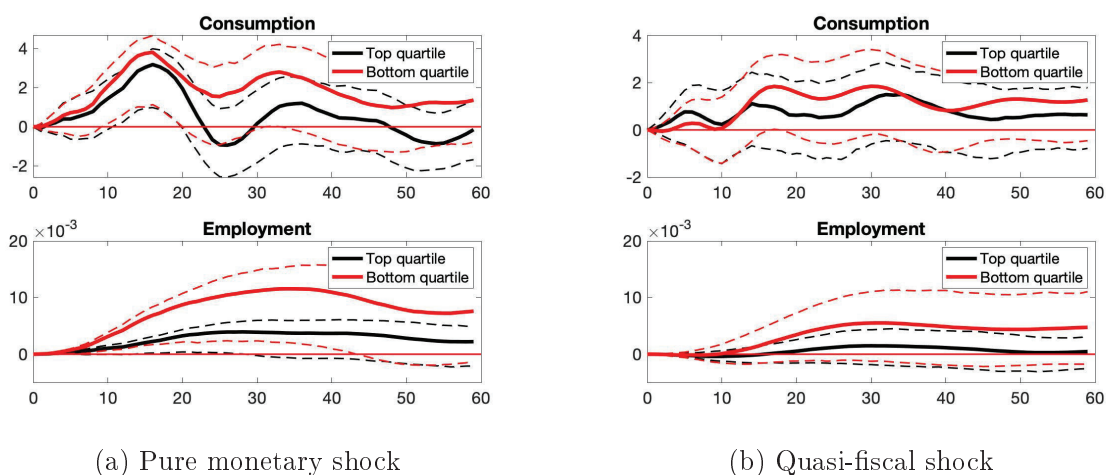 Consumption
4
2
0
-2
Top quartile
Bottom quartile
0 10 20 30 40 50 60
×10⁻³
Employment
20
10
0
Top quartile
Bottom quartile
0 10 20 30 40 50 60
(a) Pure monetary shock
Consumption
4
2
0
-2
Top quartile
Bottom quartile
0 10 20 30 40 50 60
×10⁻³
Employment
20
10
0
Top quartile
Bottom quartile
0 10 20 30 40 50 60
(b) Quasi-fiscal shock